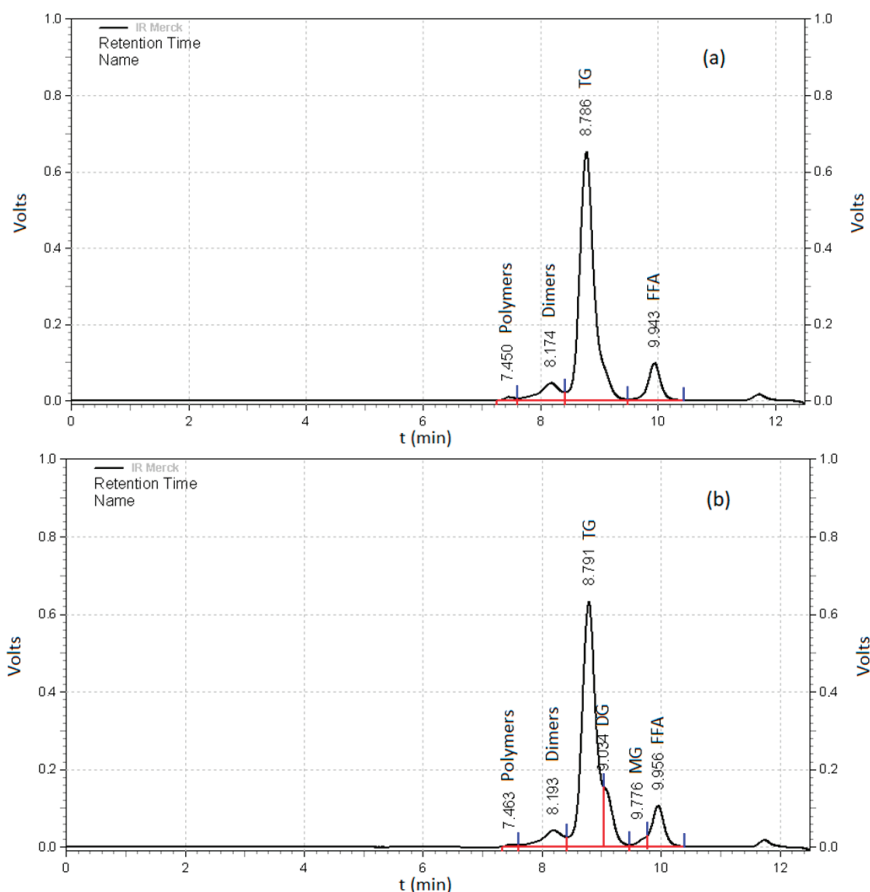 IR Merck
Retention Time
Name
(a)
1.0
0.8
0.6
0.4
0.2
0.0
Volts
1.0
0.8
0.6
0.4
0.2
0.0
Volts
7.450 Polymers
8.174 Dimers
8.786 TG
9.943 FFA
0
2
4
6
8
10
12
t (min)
IR Merck
Retention Time
Name
(b)
1.0
0.8
0.6
0.4
0.2
0.0
Volts
1.0
0.8
0.6
0.4
0.2
0.0
Volts
7.463 Polymers
8.193 Dimers
8.791 TG
9.034 DG
9.776 MG
9.956 FFA
0
2
4
6
8
10
12
t (min)